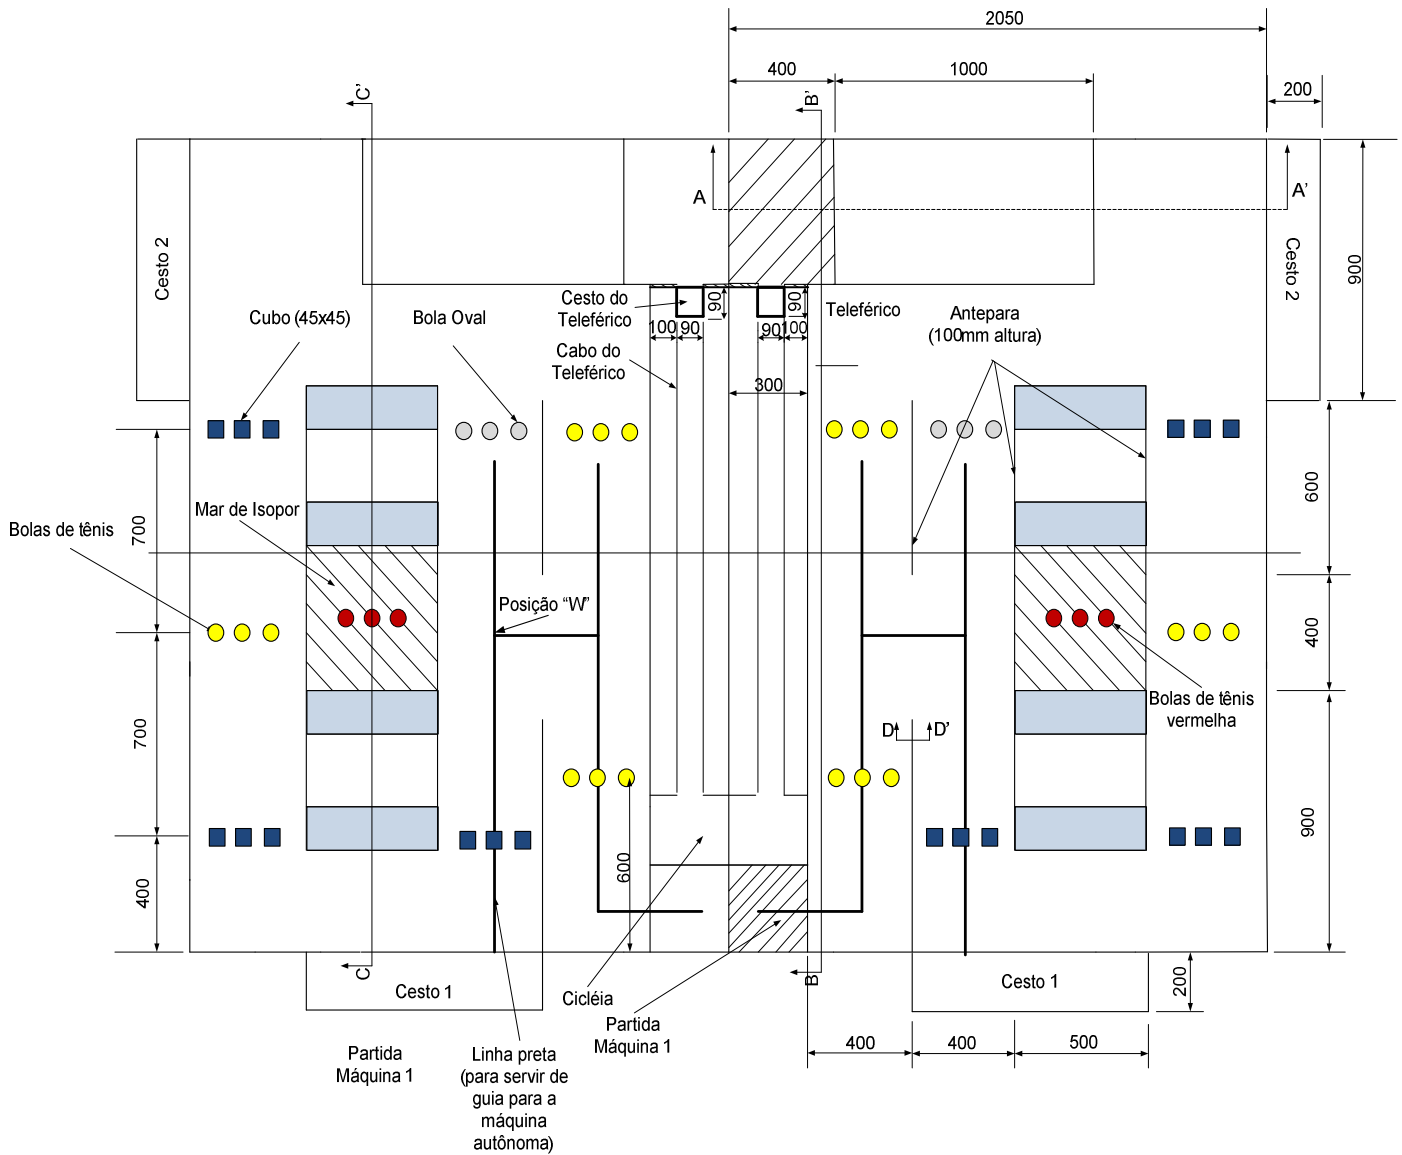 2050
400
1000
200
C'
B'
A
A'
Cesto 2
Cesto 2
900
Cesto do
Teleférico
90
90
Teleférico
Antepara
(100mm altura)
Cubo (45x45)
Bola Oval
100
90
90
100
Cabo do
Teleférico
300
600
Mar de Isopor
Bolas de tênis
700
Posição “W”
400
Bolas de tênis
vermelha
D
D'
700
900
600
400
C
B
Cesto 1
Cesto 1
200
Cicléia
Partida
Máquina 1
400
400
500
Partida
Máquina 1
Linha preta
(para servir de
guia para a
máquina
autônoma)